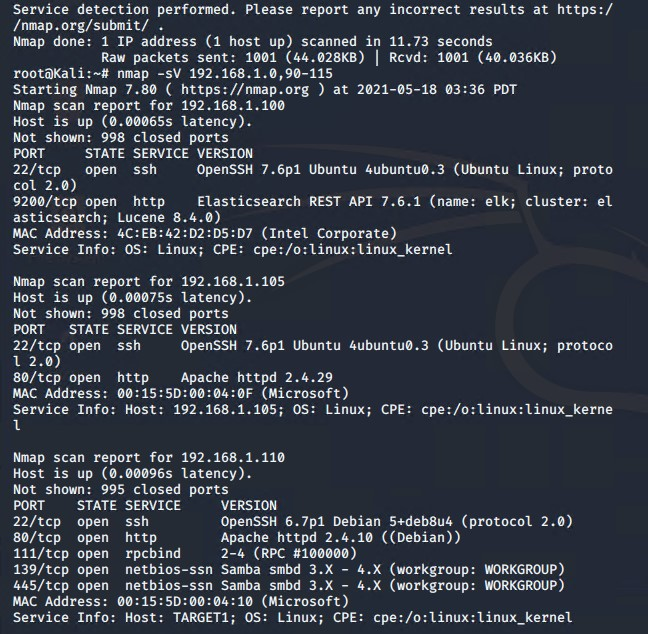 Service detection performed. Please report any incorrect results at https:/
/nmap.org/submit/ .
Nmap done: 1 IP address (1 host up) scanned in 11.73 seconds
Raw packets sent: 1001 (44.028KB) | Rcvd: 1001 (40.036KB)
root@Kali:~# nmap -sV 192.168.1.0,90-115
Starting Nmap 7.80 ( https://nmap.org ) at 2021-05-18 03:36 PDT
Nmap scan report for 192.168.1.100
Host is up (0.00065s latency).
Not shown: 998 closed ports
PORT STATE SERVICE VERSION
22/tcp open ssh OpenSSH 7.6p1 Ubuntu 4ubuntu0.3 (Ubuntu Linux; proto
col 2.0)
9200/tcp open http Elasticsearch REST API 7.6.1 (name: elk; cluster: el
asticsearch; Lucene 8.4.0)
MAC Address: 4C:EB:42:D2:D5:D7 (Intel Corporate)
Service Info: OS: Linux; CPE: cpe:/o:linux:linux_kernel

Nmap scan report for 192.168.1.105
Host is up (0.00075s latency).
Not shown: 998 closed ports
PORT STATE SERVICE VERSION
22/tcp open ssh OpenSSH 7.6p1 Ubuntu 4ubuntu0.3 (Ubuntu Linux; protoco
l 2.0)
80/tcp open http Apache httpd 2.4.29
MAC Address: 00:15:5D:00:04:0F (Microsoft)
Service Info: Host: 192.168.1.105; OS: Linux; CPE: cpe:/o:linux:linux_kerne
l

Nmap scan report for 192.168.1.110
Host is up (0.00096s latency).
Not shown: 995 closed ports
PORT STATE SERVICE VERSION
22/tcp open ssh OpenSSH 6.7p1 Debian 5+deb8u4 (protocol 2.0)
80/tcp open http Apache httpd 2.4.10 ((Debian))
111/tcp open rpcbind 2-4 (RPC #100000)
139/tcp open netbios-ssn Samba smbd 3.X - 4.X (workgroup: WORKGROUP)
445/tcp open netbios-ssn Samba smbd 3.X - 4.X (workgroup: WORKGROUP)
MAC Address: 00:15:5D:00:04:10 (Microsoft)
Service Info: Host: TARGET1; OS: Linux; CPE: cpe:/o:linux:linux_kernel